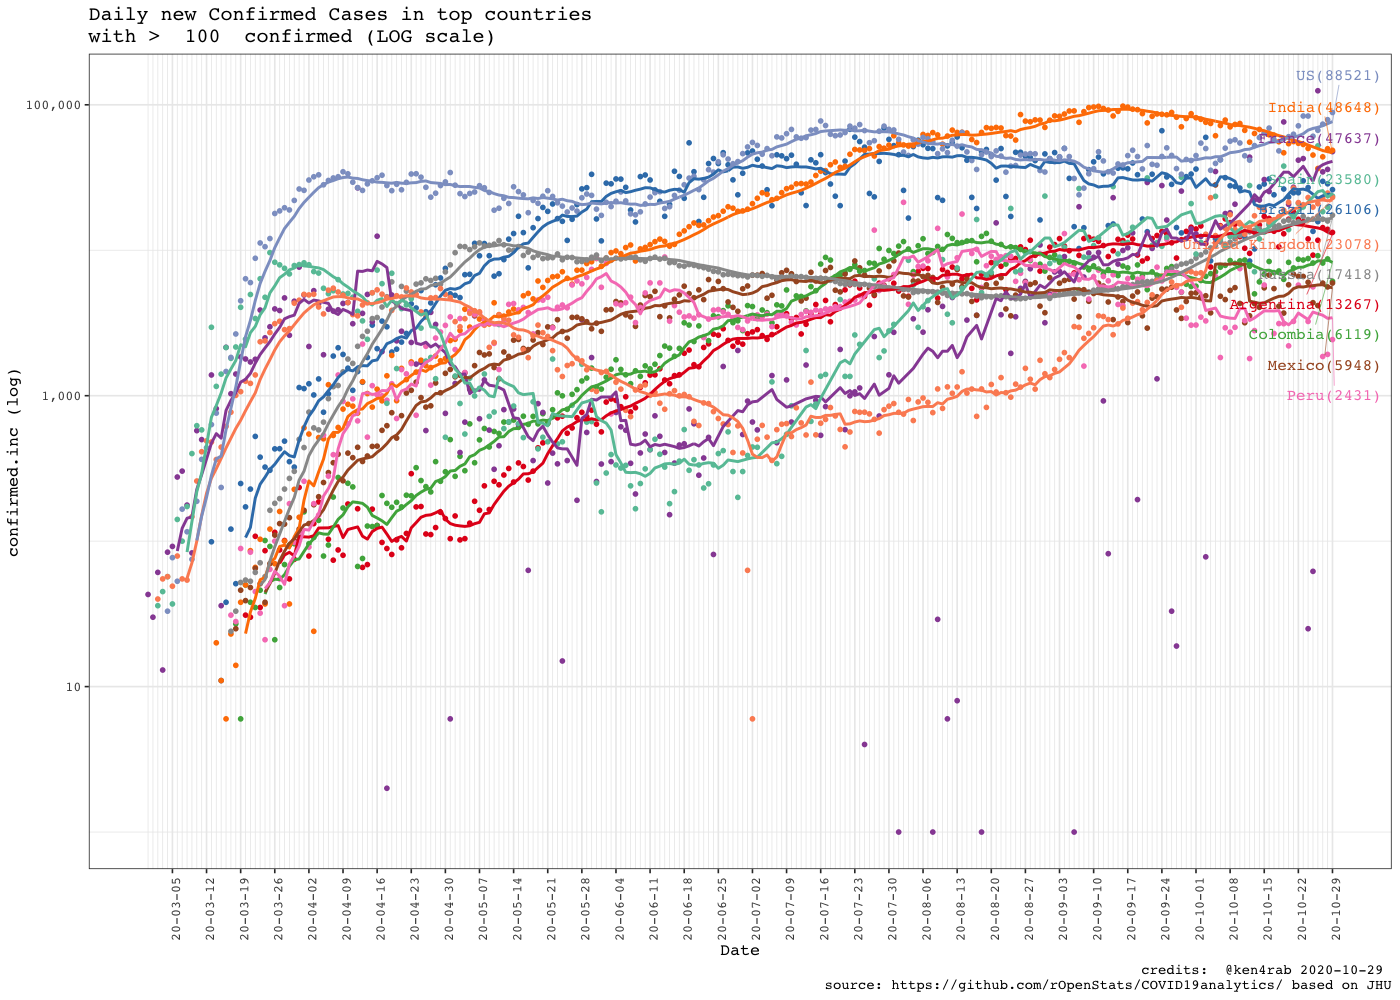 Daily new Confirmed Cases in top countries
with >  100  confirmed (LOG scale)
US(88521)
100,000
India(48648)
France(47637)
Spain(23580)
Brazil(26106)
United Kingdom(23078)
Russia(17418)
Argentina(13267)
Colombia(6119)
Mexico(5948)
1,000
Peru(2431)
10
confirmed.inc (log)
20-03-05
20-03-12
20-03-19
20-03-26
20-04-02
20-04-09
20-04-16
20-04-23
20-04-30
20-05-07
20-05-14
20-05-21
20-05-28
20-06-04
20-06-11
20-06-18
20-06-25
20-07-02
20-07-09
20-07-16
20-07-23
20-07-30
20-08-06
20-08-13
20-08-20
20-08-27
20-09-03
20-09-10
20-09-17
20-09-24
20-10-01
20-10-08
20-10-15
20-10-22
20-10-29
Date
credits:  @ken4rab 2020-10-29
source: https://github.com/rOpenStats/COVID19analytics/ based on JHU